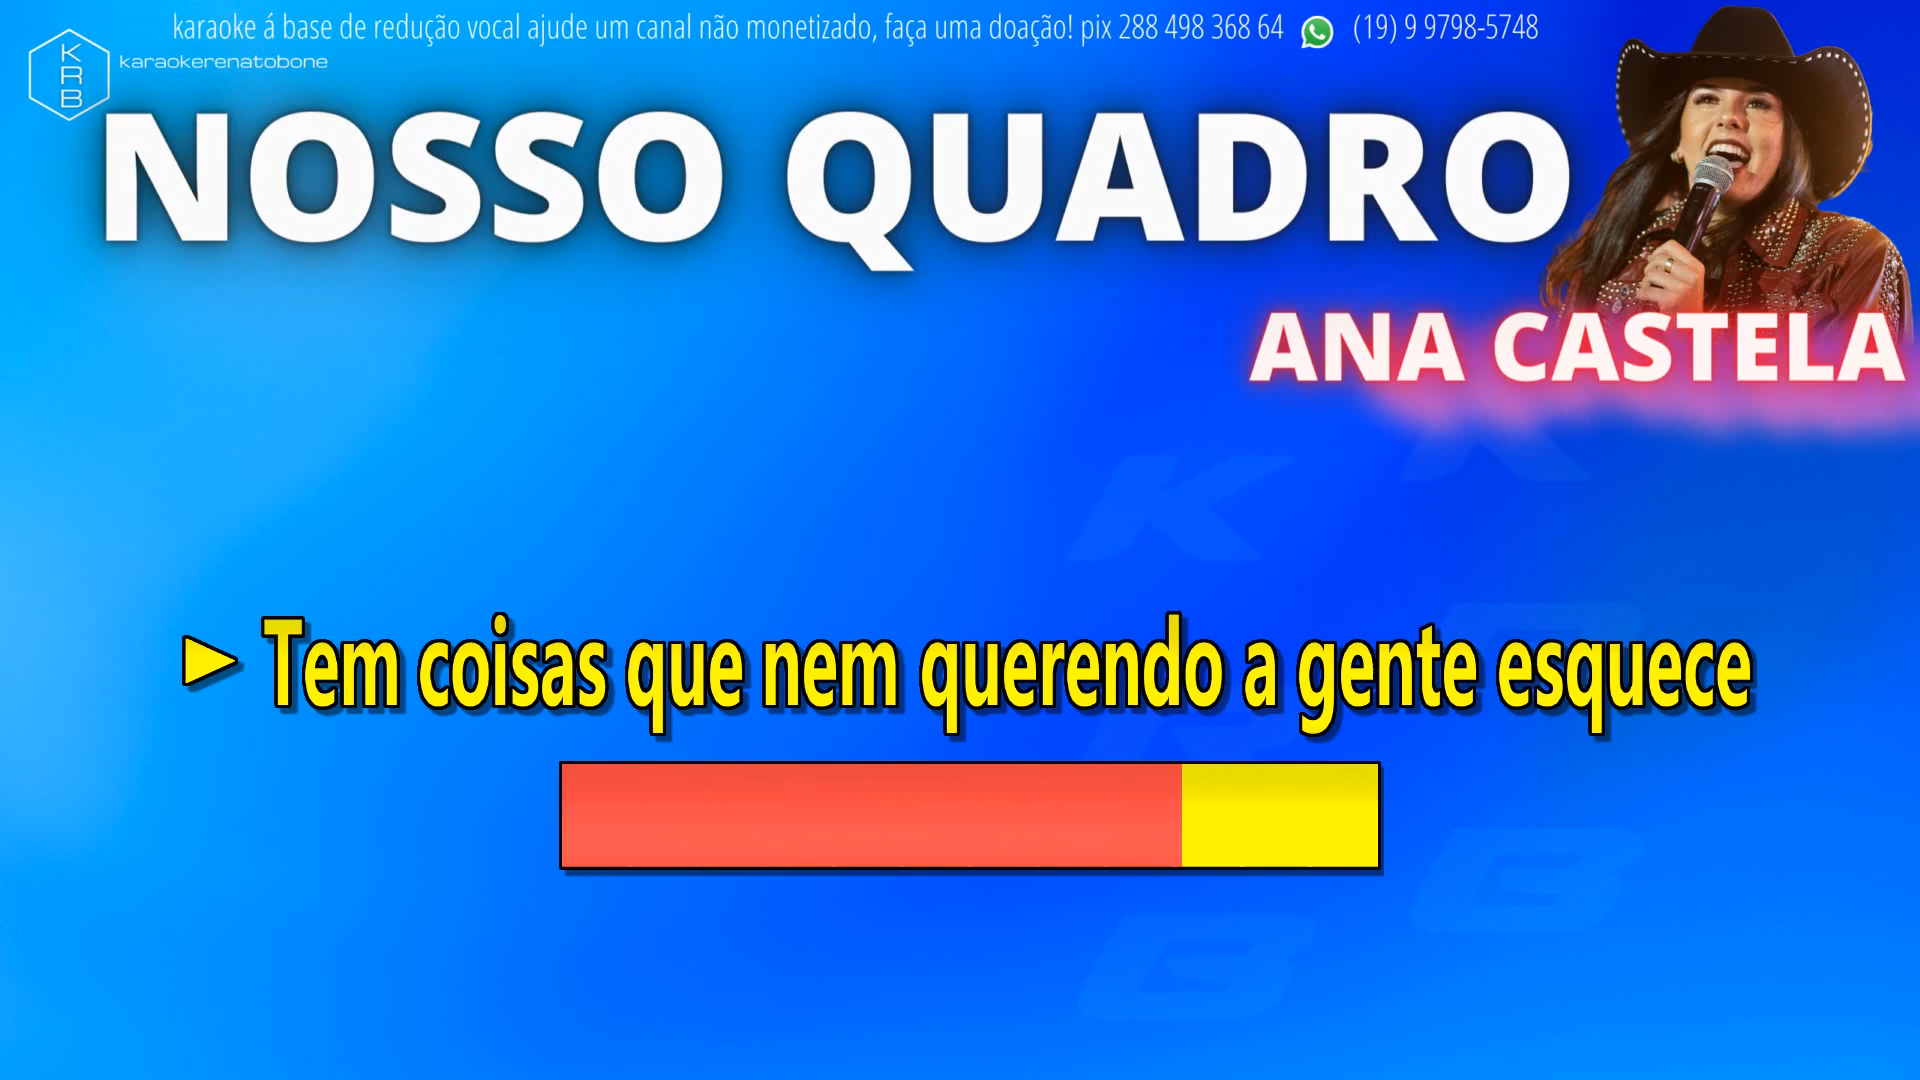 karaoke á base de redução vocal ajude um canal não monetizado, faça uma doação! pix 288 498 368 64 (19) 9 9798-5748
KRB
karaokerenatobone
NOSSO QUADRO
ANA CASTELA
K
K
R
R
► Tem coisas que nem querendo a gente esquece
B
B